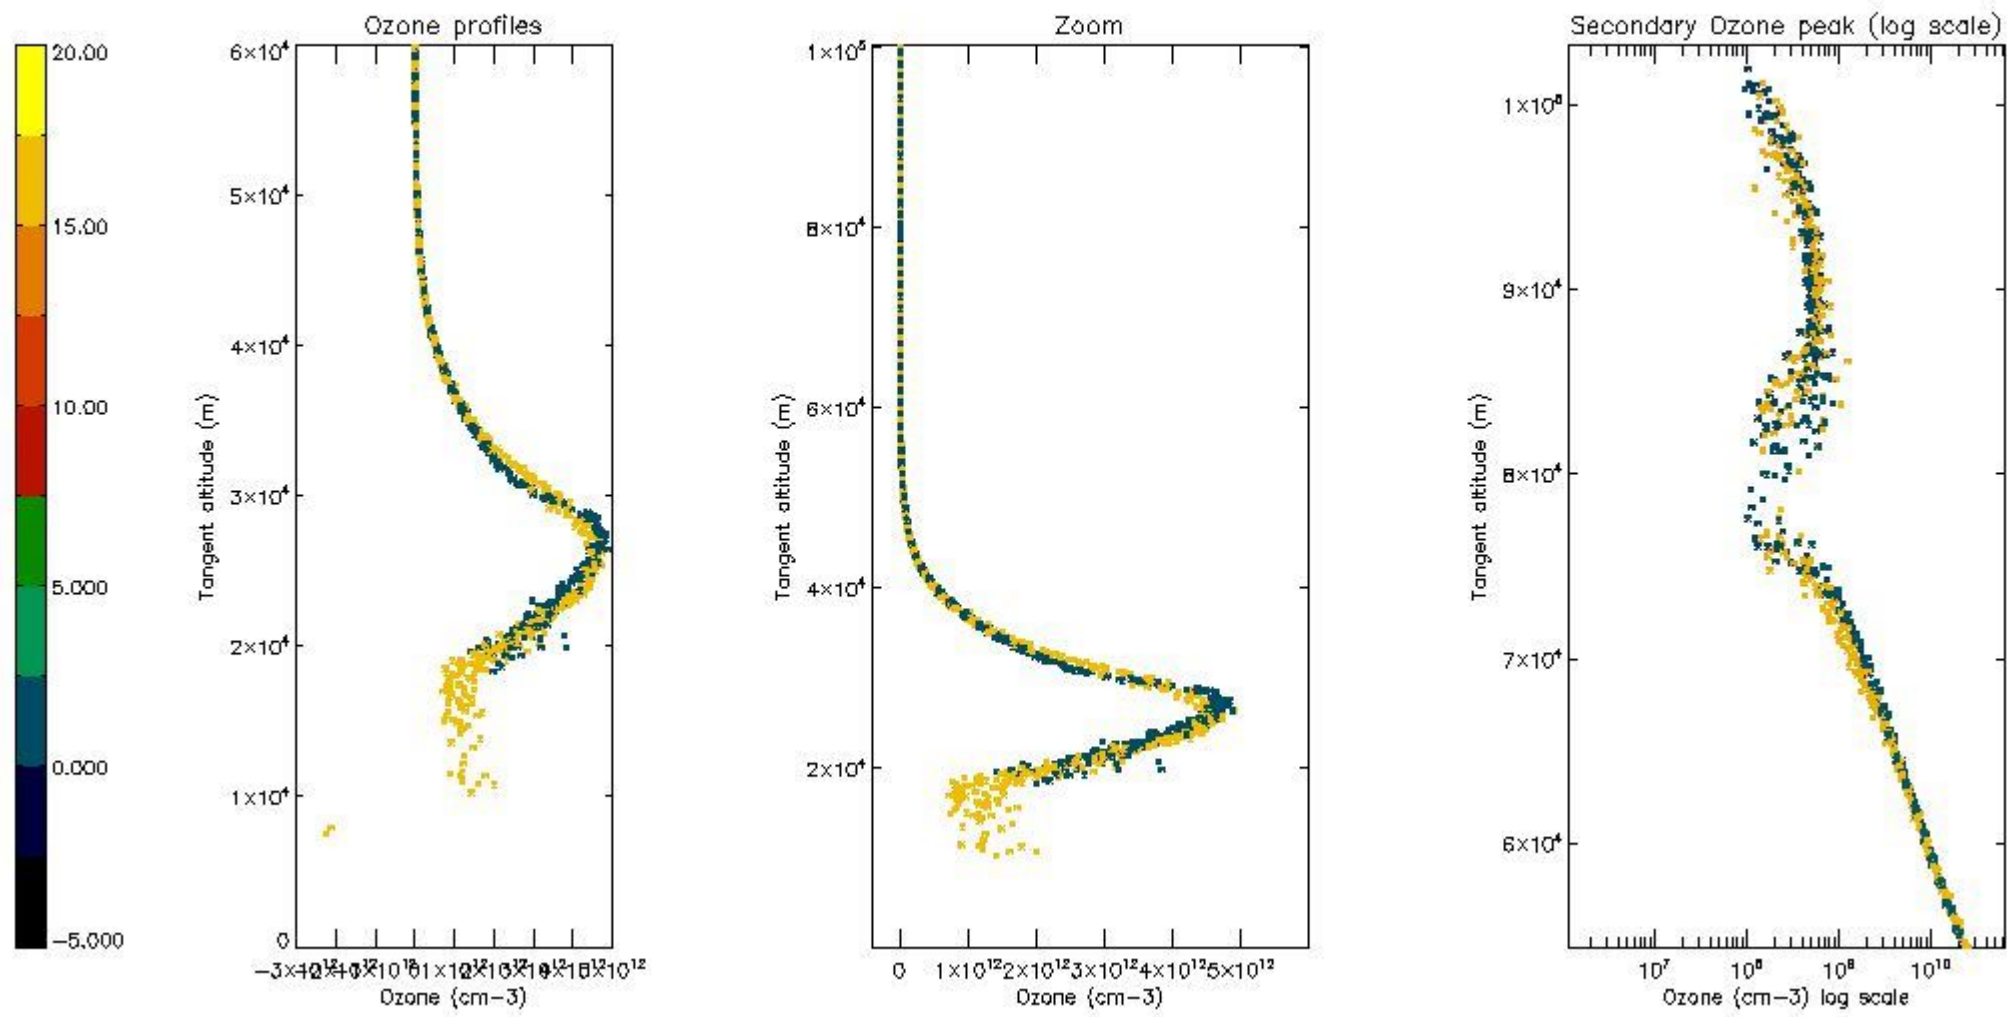 Ozone profiles
Zoom
Secondary Ozone peak (log scale)
20.00
15.00
10.00
5.000
0.000
−5.000
6×10⁴
5×10⁴
4×10⁴
3×10⁴
2×10⁴
1×10⁴
0
Tangent altitude (m)
Ozone (cm−3)
1×10⁵
8×10⁴
6×10⁴
4×10⁴
2×10⁴
Tangent altitude (m)
0 1×10¹² 2×10¹² 3×10¹² 4×10¹² 5×10¹²
Ozone (cm−3)
9×10⁴
8×10⁴
7×10⁴
6×10⁴
Tangent altitude (m)
10⁷ 10¹⁰
Ozone (cm−3) log scale